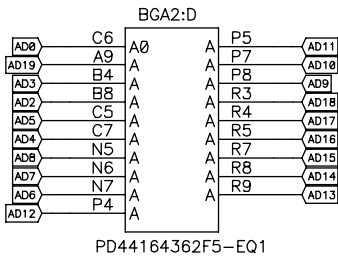 BGA2:D
AD0 C6 A0 A P5 AD11
AD19 A9 A A P7 AD10
AD3 B4 A A P8 AD9
AD2 B8 A A R3 AD18
AD5 C5 A A R4 AD17
AD4 C7 A A R5 AD16
AD8 N5 A A R7 AD15
AD7 N6 A A R8 AD14
AD6 N7 A A R9 AD13
AD12 P4 A
PD44164362F5-EQ1